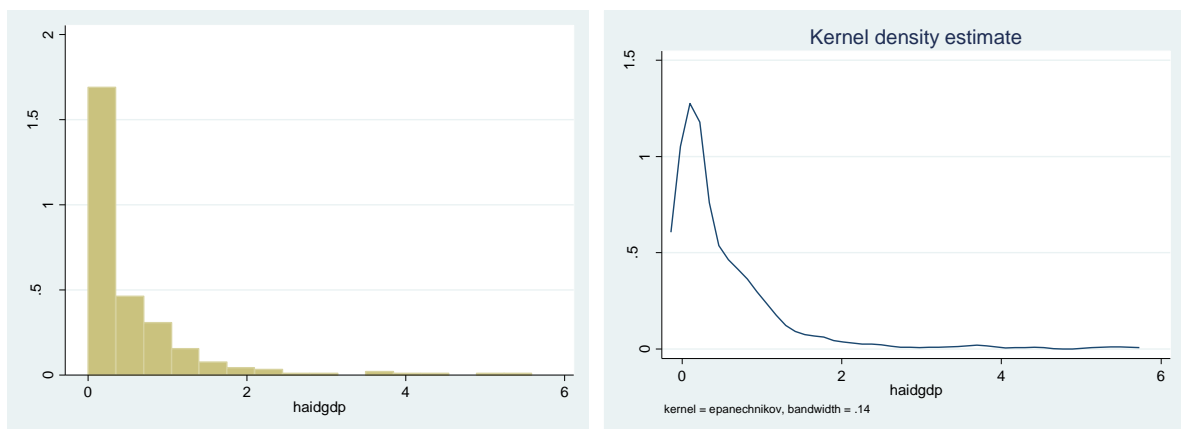 2
1.5
1
.5
0
0 2 4 6
haidgdp
Kernel density estimate
1.5
1
.5
0
0 2 4 6
haidgdp
kernel = epanechnikov, bandwidth = .14